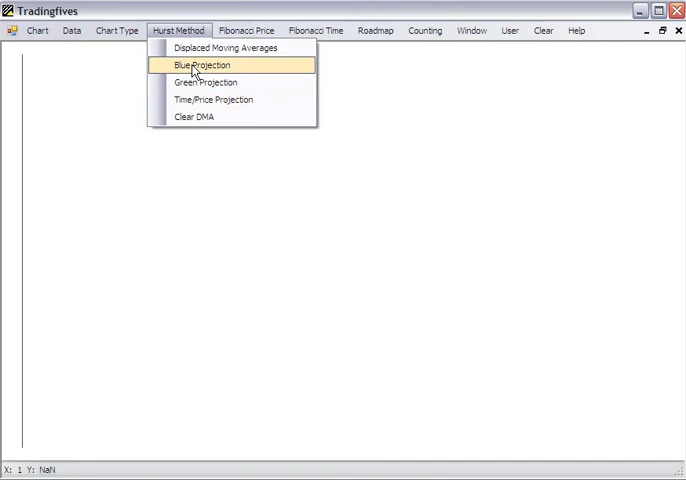 Tradingfives
Chart Data Chart Type Hurst Method Fibonacci Price Fibonacci Time Roadmap Counting Window User Clear Help
Displaced Moving Averages
Blue Projection
Green Projection
Time/Price Projection
Clear DMA
X: 1 Y: NaN